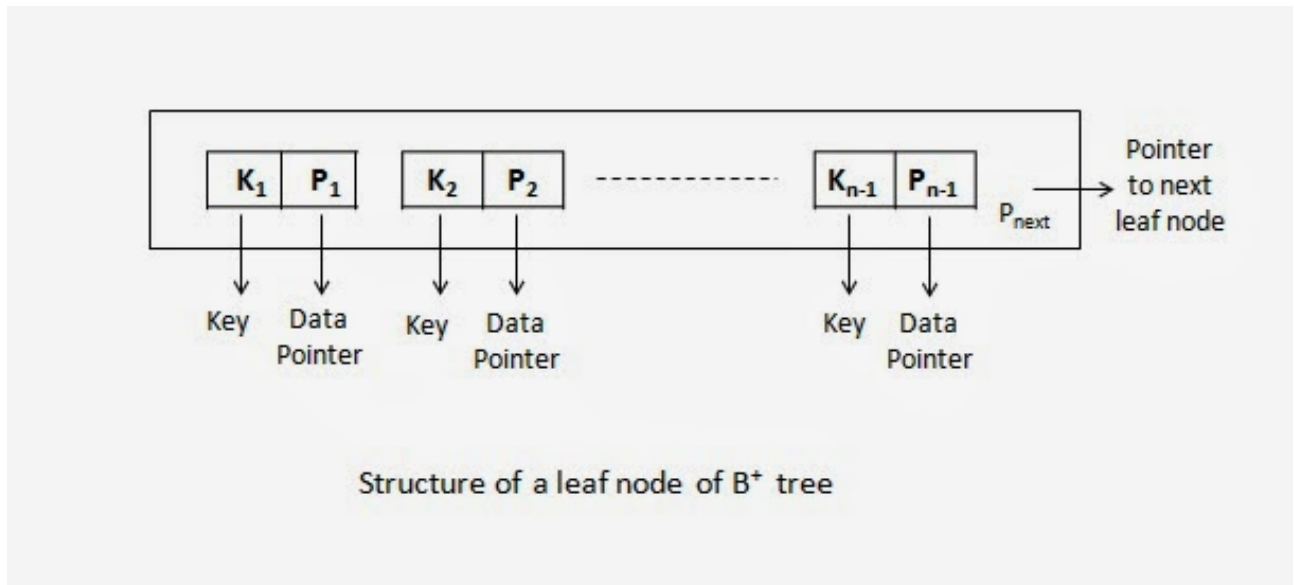 K₁ P₁ K₂ P₂ Kₙ₋₁ Pₙ₋₁
Pnext
Pointer
to next
leaf node
Key
Data
Pointer
Key
Data
Pointer
Key
Data
Pointer
Structure of a leaf node of B⁺ tree